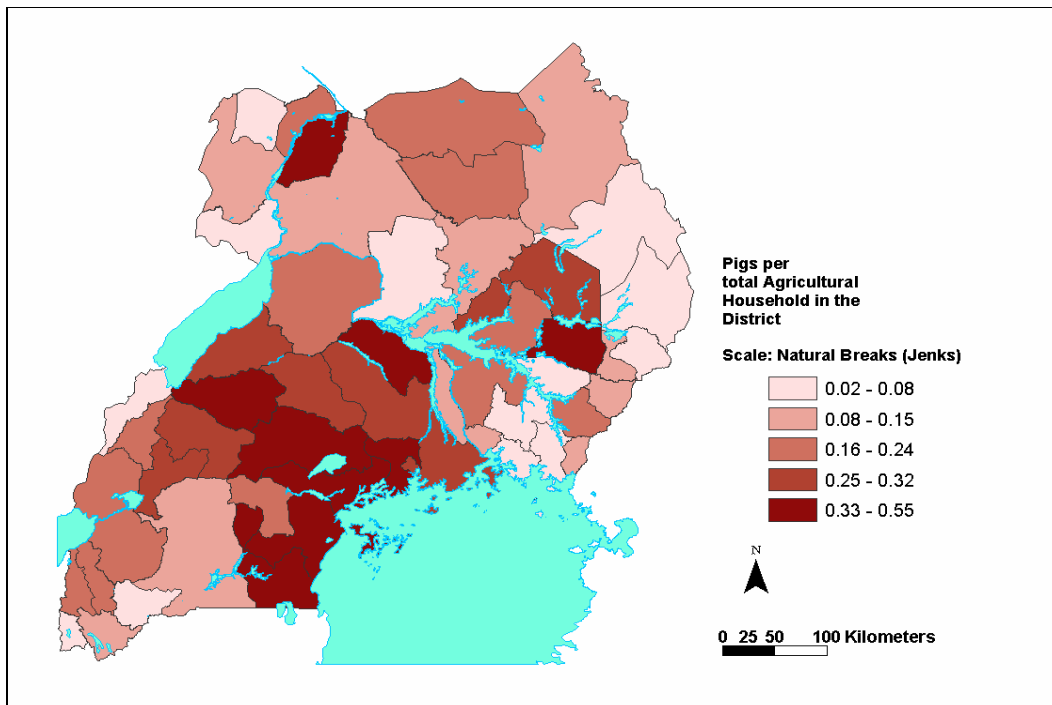 Pigs per
total Agricultural
Household in the
District
Scale: Natural Breaks (Jenks)
0.02 - 0.08
0.08 - 0.15
0.16 - 0.24
0.25 - 0.32
0.33 - 0.55
N
0 25 50 100 Kilometers